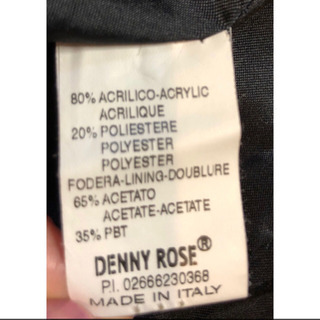 80% ACRILICO-ACRYLIC
ACRILIQUE
20% POLIESTERE
POLYESTER
POLYESTER
FODERA-LINING-DOUBLURE
65% ACETATO
ACETATE-ACETATE
35% PBT
DENNY ROSE®
P.I. 02666230368
MADE IN ITALY